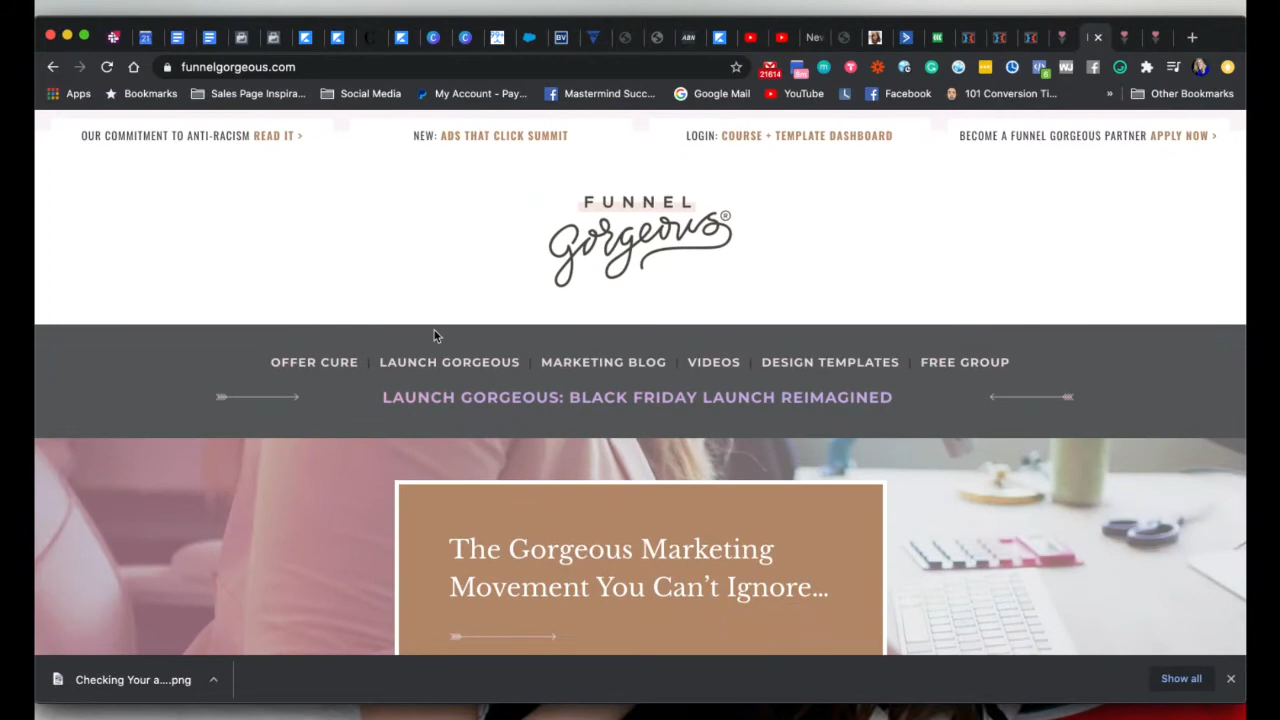 Nev
funnelgorgeous.com
21614
8m
6
Apps
Bookmarks
Sales Page Inspira...
Social Media
My Account - Pay...
Mastermind Succ...
Google Mail
YouTube
Facebook
101 Conversion Ti...
»
Other Bookmarks
OUR COMMITMENT TO ANTI-RACISM READ IT >
NEW: ADS THAT CLICK SUMMIT
LOGIN: COURSE + TEMPLATE DASHBOARD
BECOME A FUNNEL GORGEOUS PARTNER APPLY NOW >
FUNNEL
gorgeous®
OFFER CURE | LAUNCH GORGEOUS | MARKETING BLOG | VIDEOS | DESIGN TEMPLATES | FREE GROUP
LAUNCH GORGEOUS: BLACK FRIDAY LAUNCH REIMAGINED
The Gorgeous Marketing
Movement You Can’t Ignore…
Checking Your a....png
Show all